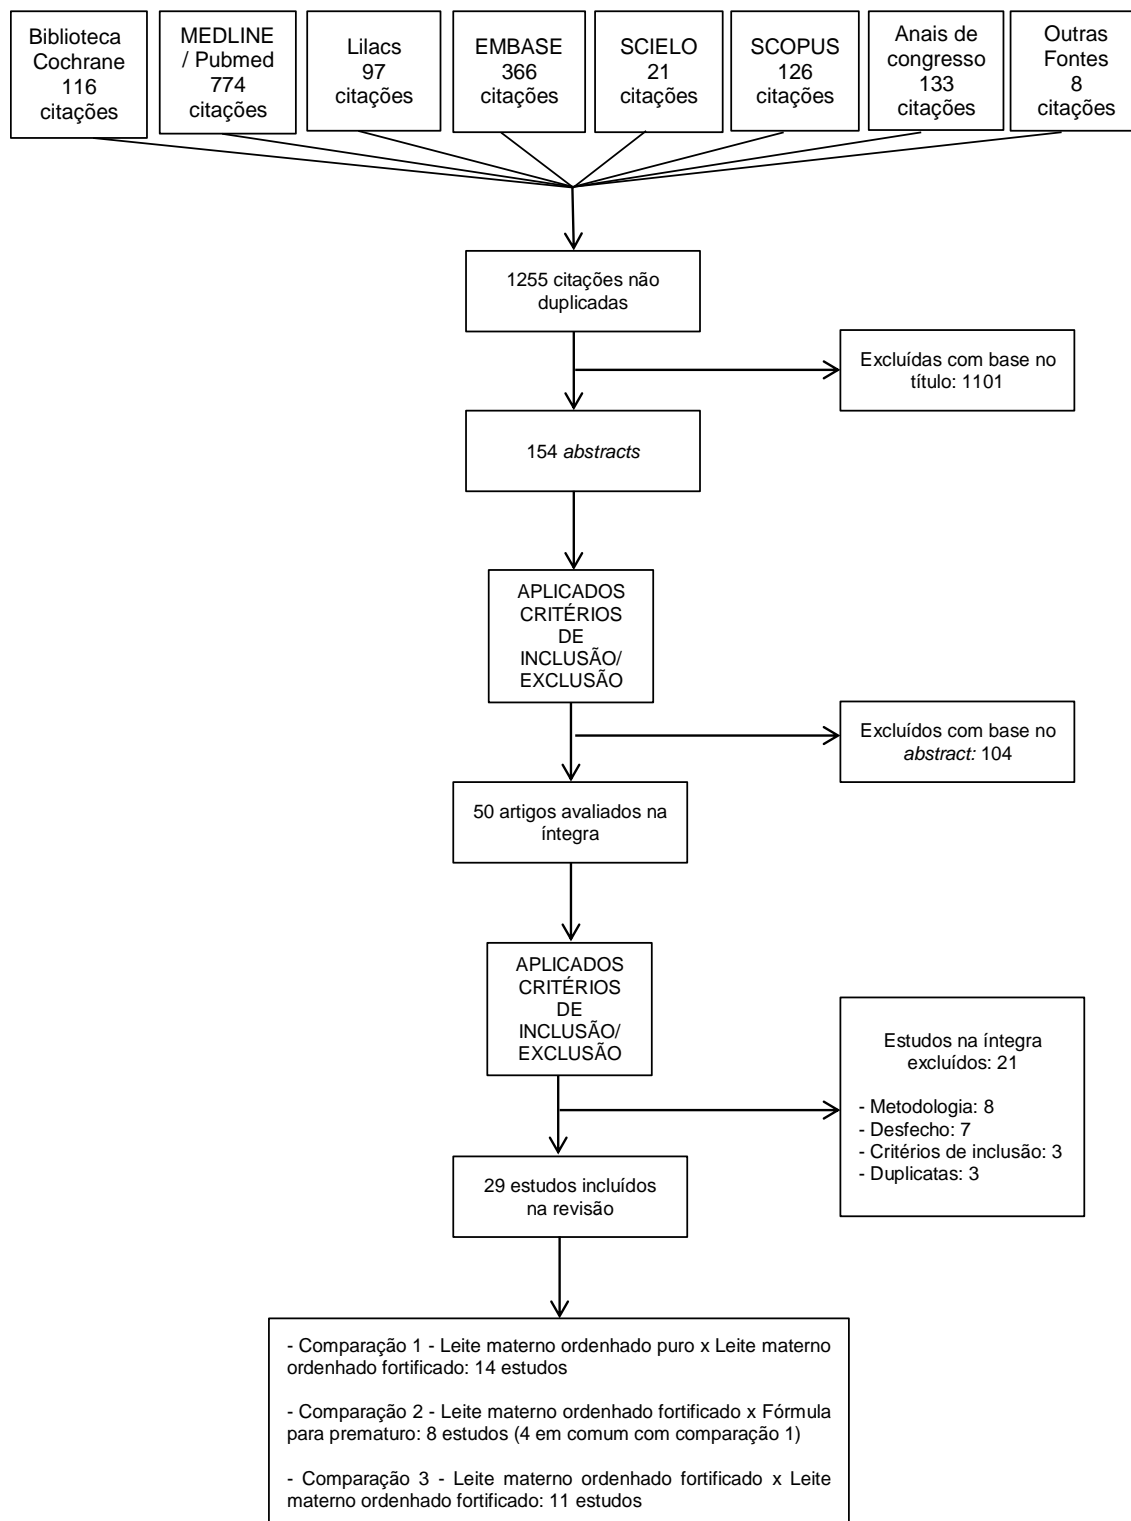 Biblioteca
Cochrane
116
citações
MEDLINE
/ Pubmed
774
citações
Lilacs
97
citações
EMBASE
366
citações
SCIELO
21
citações
SCOPUS
126
citações
Anais de
congresso
133
citações
Outras
Fontes
8
citações
1255 citações não
duplicadas
Excluídas com base no
título: 1101
154 abstracts
APLICADOS
CRITÉRIOS
DE
INCLUSÃO/
EXCLUSÃO
Excluídos com base no
abstract: 104
50 artigos avaliados na
íntegra
APLICADOS
CRITÉRIOS
DE
INCLUSÃO/
EXCLUSÃO
Estudos na íntegra
excluídos: 21
- Metodologia: 8
- Desfecho: 7
- Critérios de inclusão: 3
- Duplicatas: 3
29 estudos incluídos
na revisão
- Comparação 1 - Leite materno ordenhado puro x Leite materno
ordenhado fortificado: 14 estudos
- Comparação 2 - Leite materno ordenhado fortificado x Fórmula
para prematuro: 8 estudos (4 em comum com comparação 1)
- Comparação 3 - Leite materno ordenhado fortificado x Leite
materno ordenhado fortificado: 11 estudos